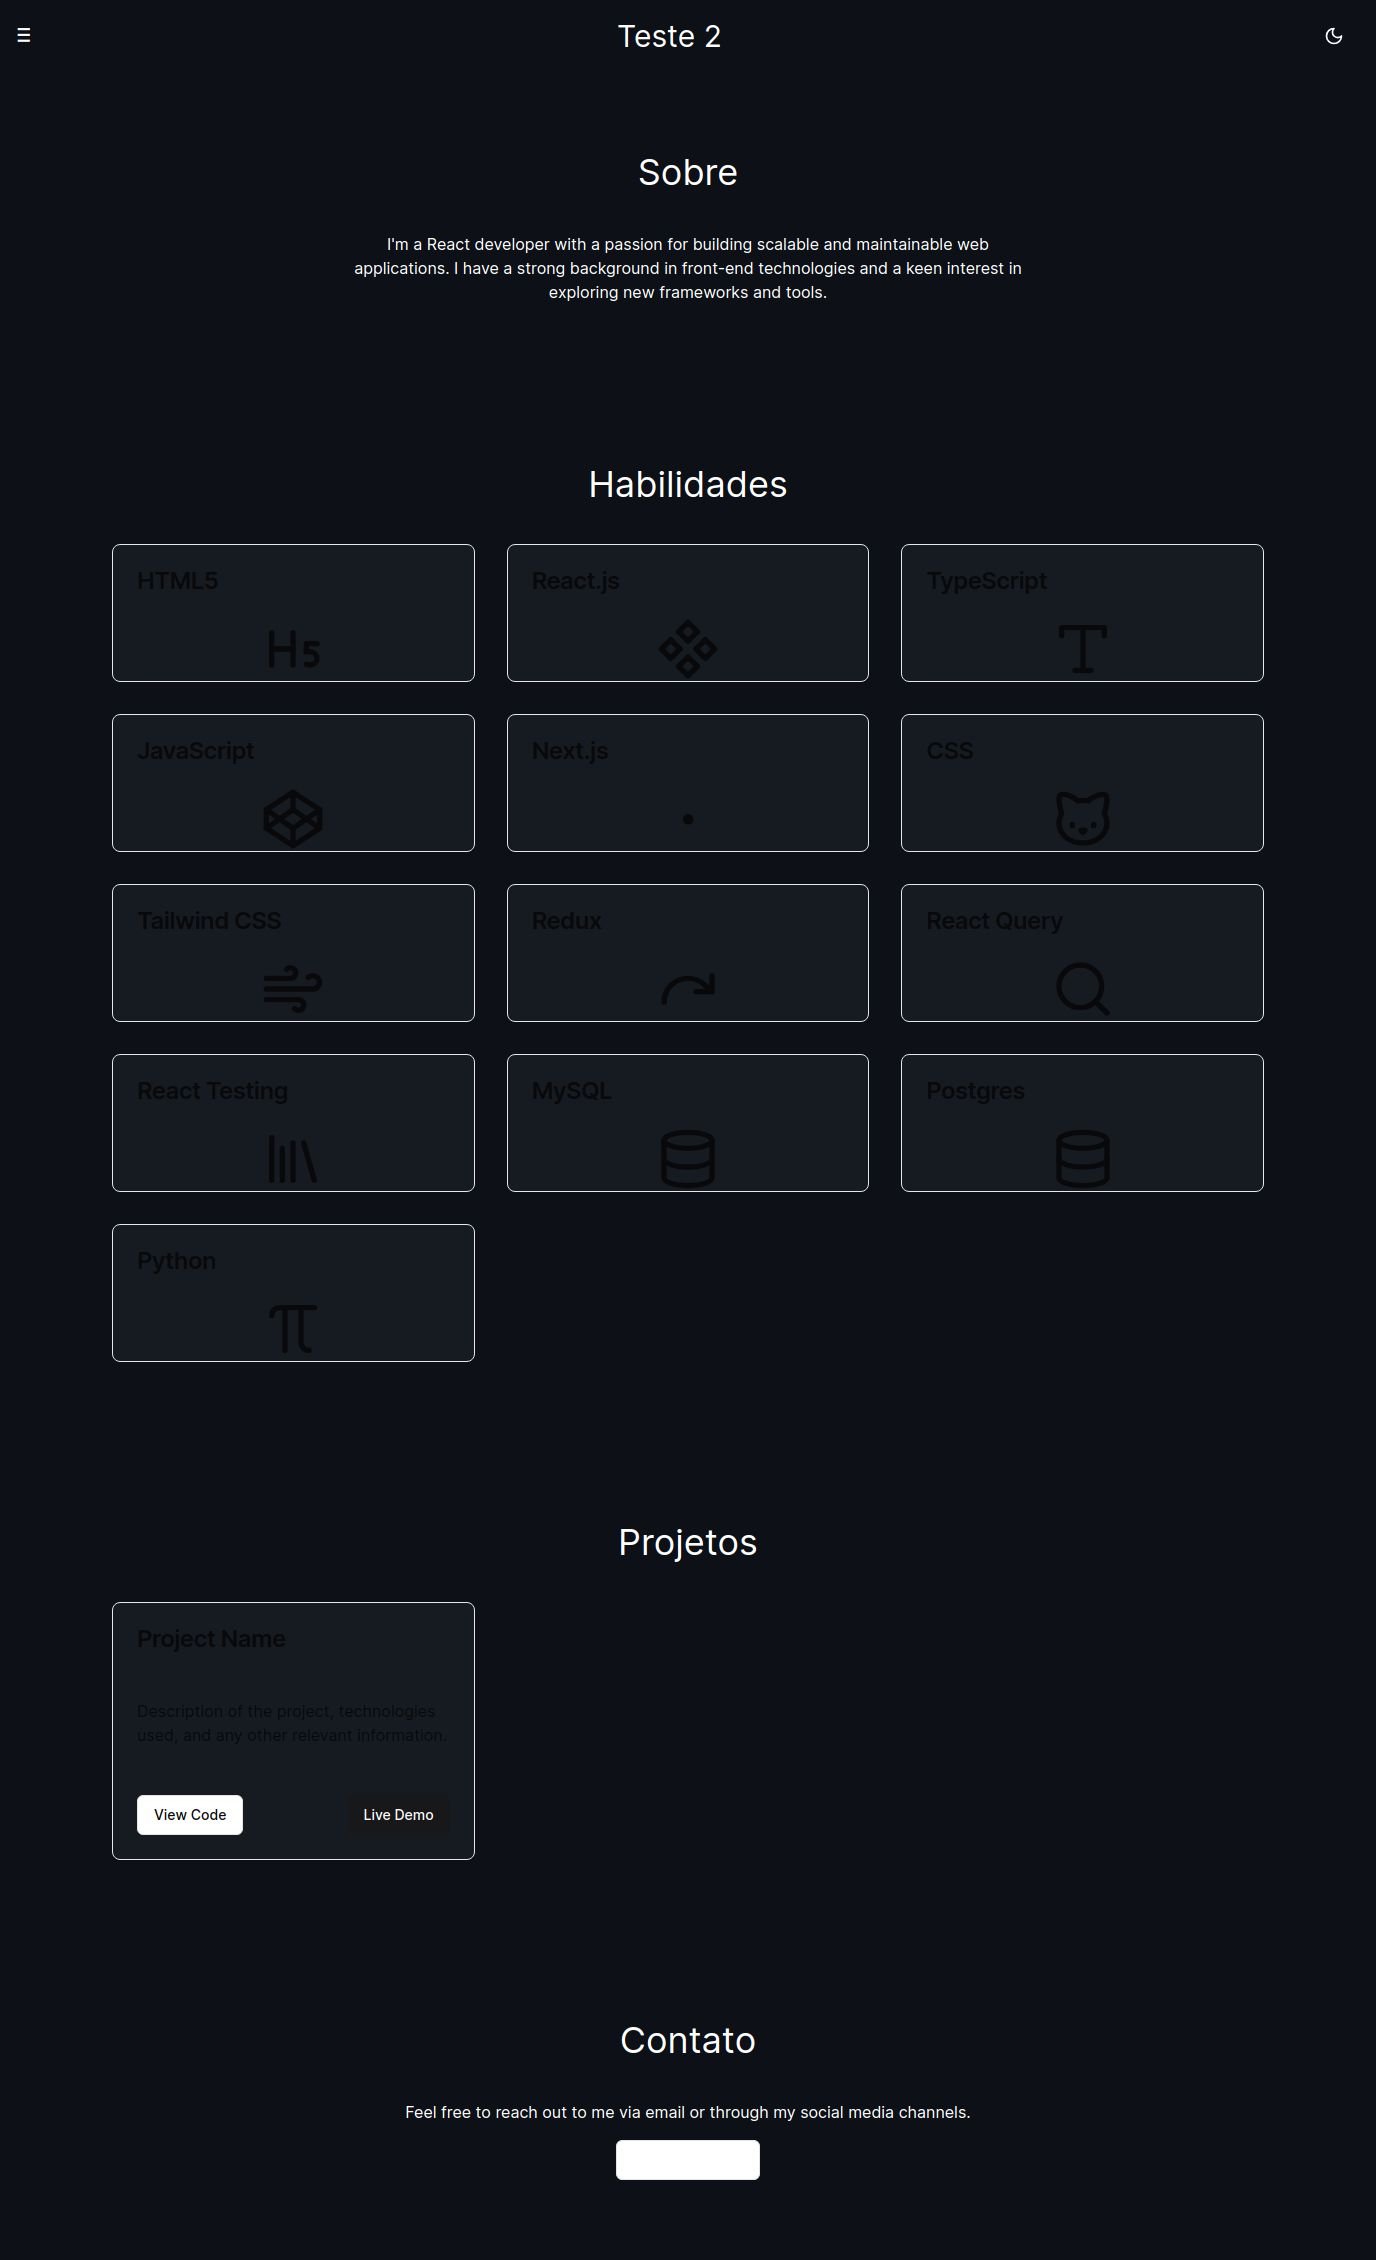 Teste 2
Sobre
I'm a React developer with a passion for building scalable and maintainable web
applications. I have a strong background in front-end technologies and a keen interest in
exploring new frameworks and tools.
Habilidades
HTML5
React.js
TypeScript
H5
JavaScript
Next.js
CSS
Tailwind CSS
Redux
React Query
React Testing
MySQL
Postgres
Python
Projetos
Project Name
Description of the project, technologies
used, and any other relevant information.
View Code
Live Demo
Contato
Feel free to reach out to me via email or through my social media channels.